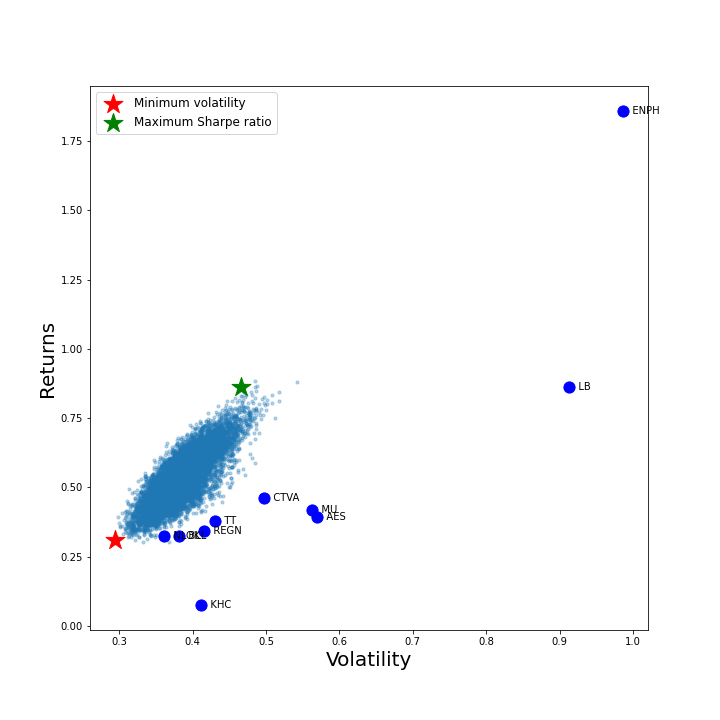 Minimum volatility
Maximum Sharpe ratio
ENPH
1.75
1.50
1.25
1.00
LB
0.75
0.50
CTVA
MU
AES
TT
REGN
0.25
KHC
0.00
0.3 0.4 0.5 0.6 0.7 0.8 0.9 1.0
Volatility
Returns